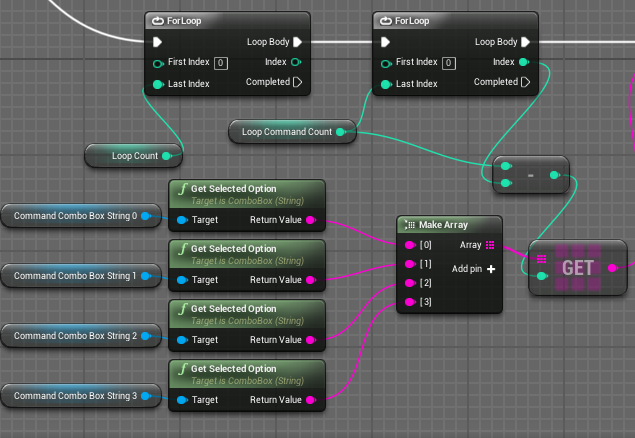 ForLoop
Loop Body
First Index 0
Index
Last Index
Completed
ForLoop
Loop Body
First Index 0
Index
Last Index
Completed
Loop Command Count
Loop Count
-
Command Combo Box String 0
Get Selected Option
Target is ComboBox (String)
Target
Return Value
Command Combo Box String 1
Get Selected Option
Target is ComboBox (String)
Target
Return Value
Command Combo Box String 2
Get Selected Option
Target is ComboBox (String)
Target
Return Value
Command Combo Box String 3
Get Selected Option
Target is ComboBox (String)
Target
Return Value
Make Array
[0]
Array
[1]
Add pin +
[2]
[3]
GET